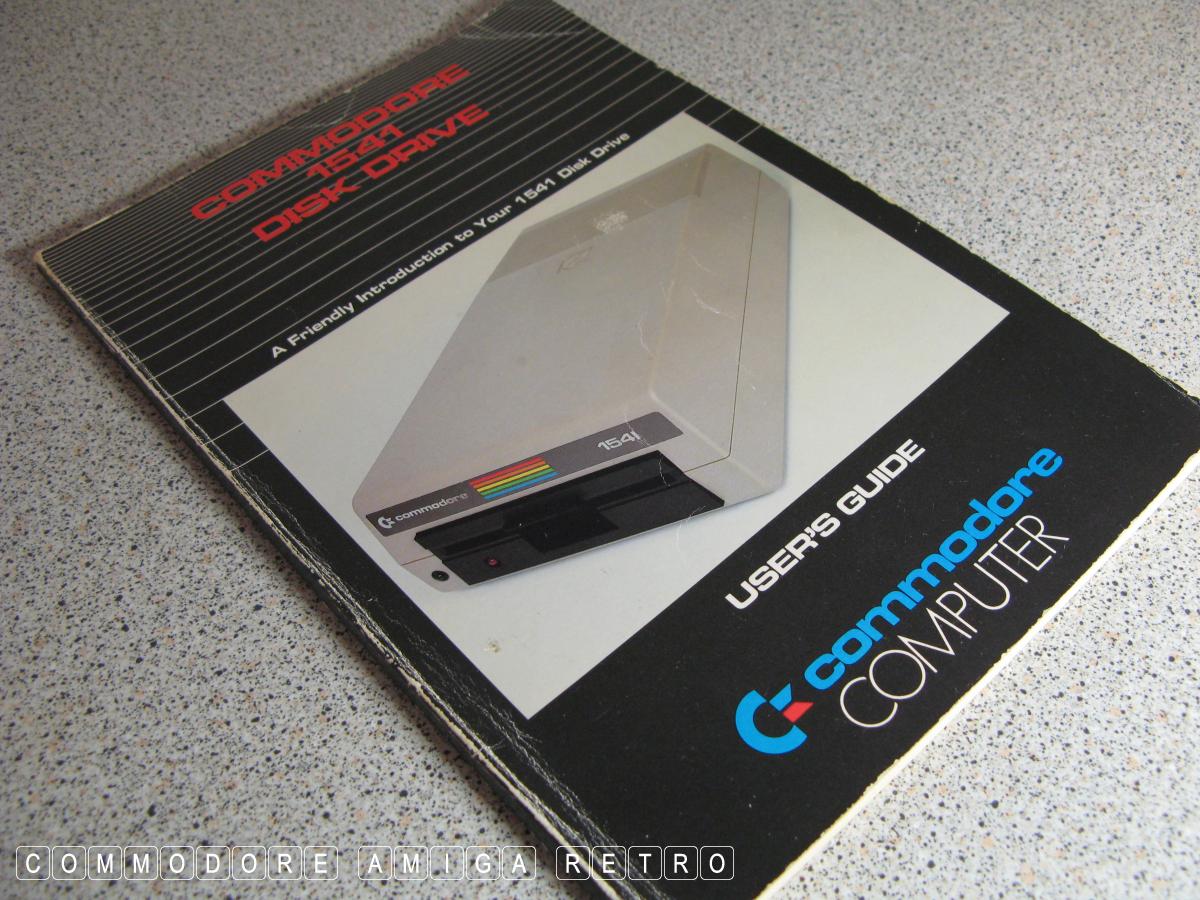 COMMODORE
1541
DISK DRIVE
A Friendly Introduction to Your 1541 Disk Drive
commodore
1541
USER'S GUIDE
commodore
COMPUTER
COMMODORE AMIGA RETRO